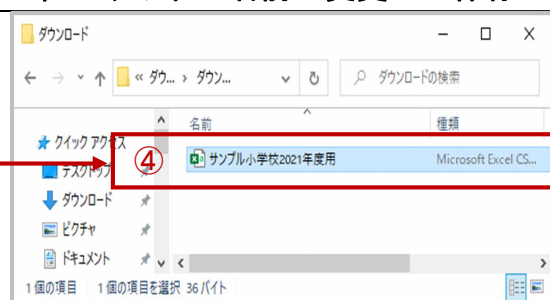 ダウンロード
« ダウ... › ダウン...
ダウンロードの検索
名前
種類
クイック アクセス
④
サンプル小学校2021年度用
Microsoft Excel CS...
デスクトップ
ダウンロード
ピクチャ
ドキュメント
1 個の項目
1 個の項目を選択 36 バイト